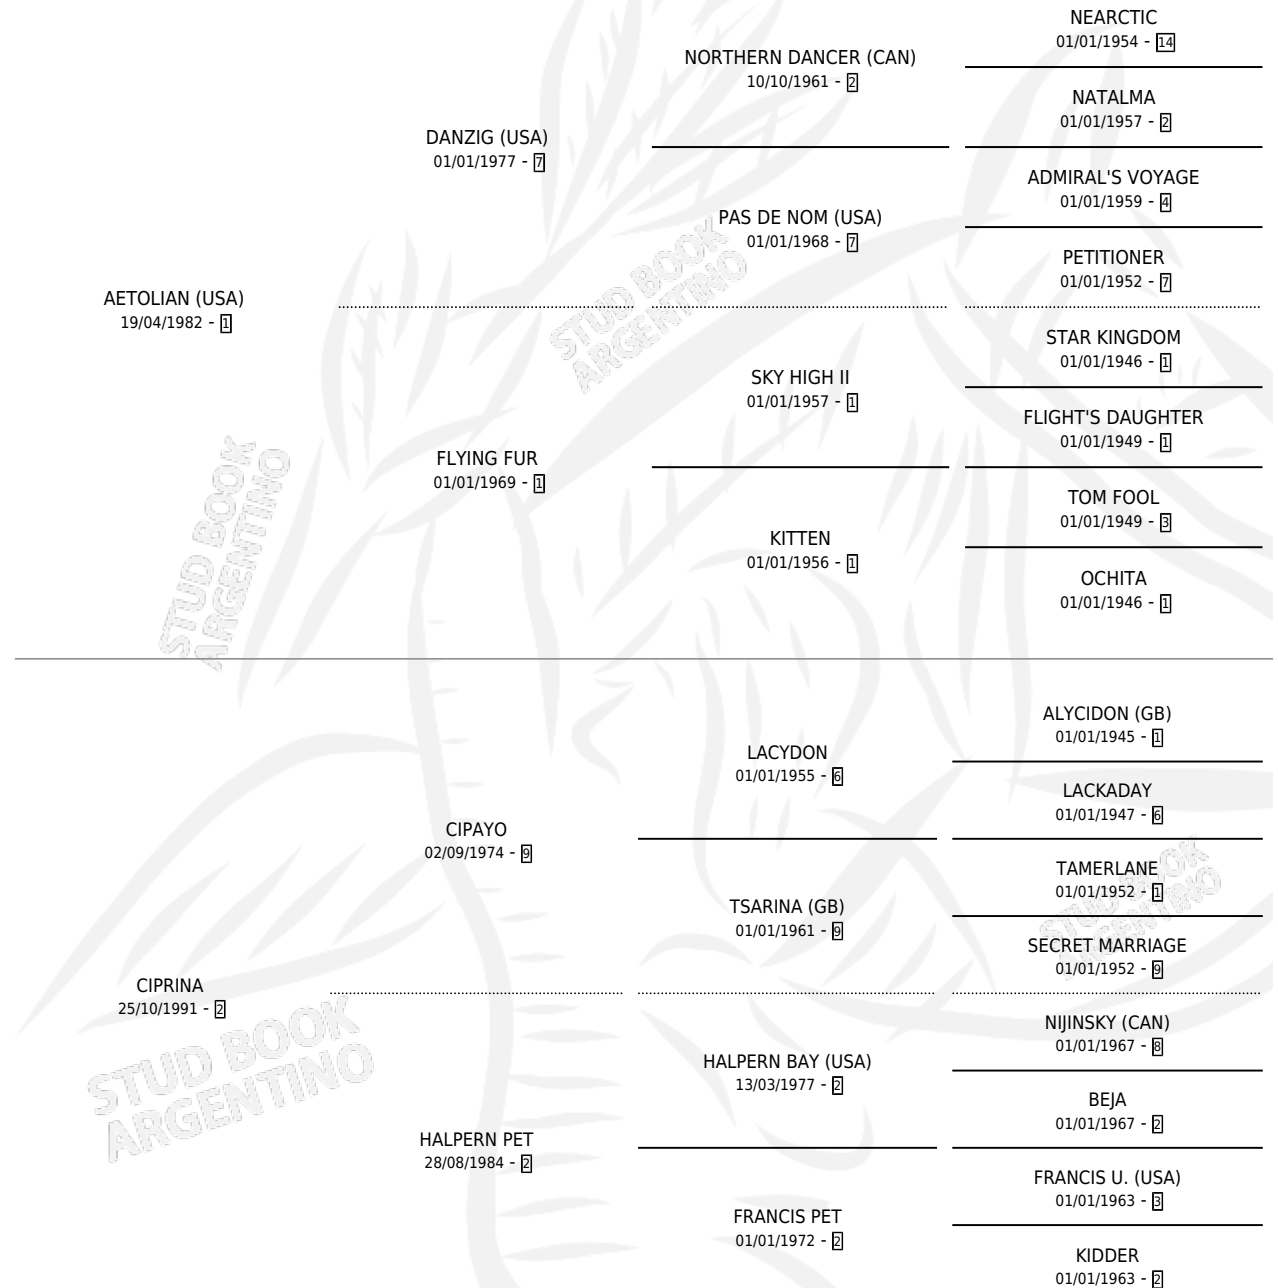 NEARCTIC
01/01/1954 - 14
NORTHERN DANCER (CAN)
10/10/1961 - 2
NATALMA
01/01/1957 - 2
DANZIG (USA)
01/01/1977 - 7
ADMIRAL'S VOYAGE
01/01/1959 - 4
PAS DE NOM (USA)
01/01/1968 - 7
PETITIONER
01/01/1952 - 7
AETOLIAN (USA)
19/04/1982 - 1
STAR KINGDOM
01/01/1946 - 1
SKY HIGH II
01/01/1957 - 1
FLIGHT'S DAUGHTER
01/01/1949 - 1
FLYING FUR
01/01/1969 - 1
TOM FOOL
01/01/1949 - 3
KITTEN
01/01/1956 - 1
OCHITA
01/01/1946 - 1
ALYCIDON (GB)
01/01/1945 - 1
LACYDON
01/01/1955 - 6
LACKADAY
01/01/1947 - 6
CIPAYO
02/09/1974 - 9
TAMERLANE
01/01/1952 - 1
TSARINA (GB)
01/01/1961 - 9
SECRET MARRIAGE
01/01/1952 - 9
CIPRINA
25/10/1991 - 2
NIJINSKY (CAN)
01/01/1967 - 8
HALPERN BAY (USA)
13/03/1977 - 2
BEJA
01/01/1967 - 2
HALPERN PET
28/08/1984 - 2
FRANCIS U. (USA)
01/01/1963 - 3
FRANCIS PET
01/01/1972 - 2
KIDDER
01/01/1963 - 2
STUD BOOK
ARGENTINO
STUD BOOK
ARGENTINO
STUD BOOK
ARGENTINO
STUD BOOK
ARGENTINO